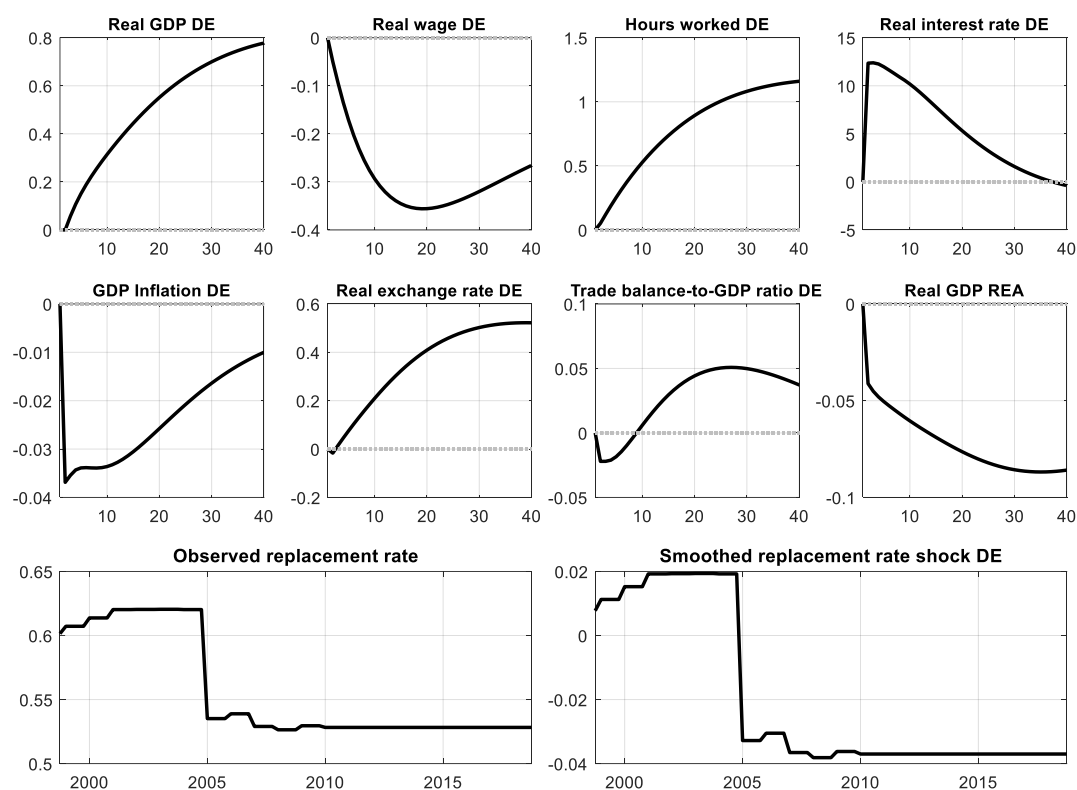 Real GDP DE
0.8
0.6
0.4
0.2
0
10 20 30 40
Real wage DE
0
-0.1
-0.2
-0.3
-0.4
10 20 30 40
Hours worked DE
1.5
1
0.5
0
10 20 30 40
Real interest rate DE
15
10
5
0
-5
10 20 30 40
GDP Inflation DE
0
-0.01
-0.02
-0.03
-0.04
10 20 30 40
Real exchange rate DE
0.6
0.4
0.2
0
-0.2
10 20 30 40
Trade balance-to-GDP ratio DE
0.1
0.05
0
-0.05
10 20 30 40
Real GDP REA
0
-0.05
-0.1
10 20 30 40
Observed replacement rate
0.65
0.6
0.55
0.5
2000 2005 2010 2015
Smoothed replacement rate shock DE
0.02
0
-0.02
-0.04
2000 2005 2010 2015